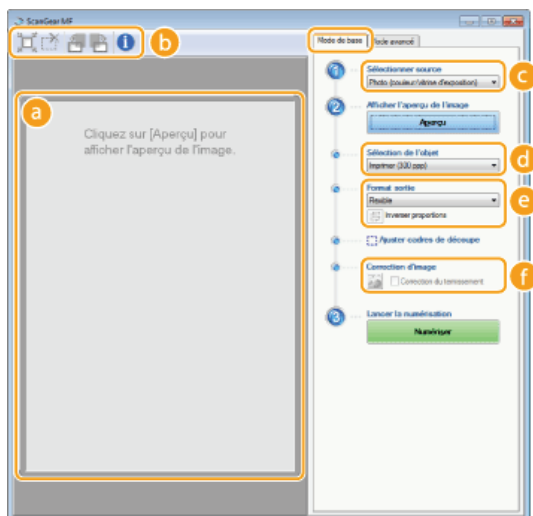 ScanGear MF
b
Mode de base
Mode avancé
a
Cliquez sur [Aperçu] pour
afficher l'aperçu de l'image.
1
Sélectionner source
Photo (couleur/vitrine d'exposition)
c
2
Afficher l'aperçu de l'image
Aperçu
Sélection de l'objet
Imprimer (300 ppp)
d
Format sortie
Flexible
e
Inverser proportions
Ajuster cadres de découpe
Correction d'image
Correction du ternissement
f
3
Lancer la numérisation
Numériser